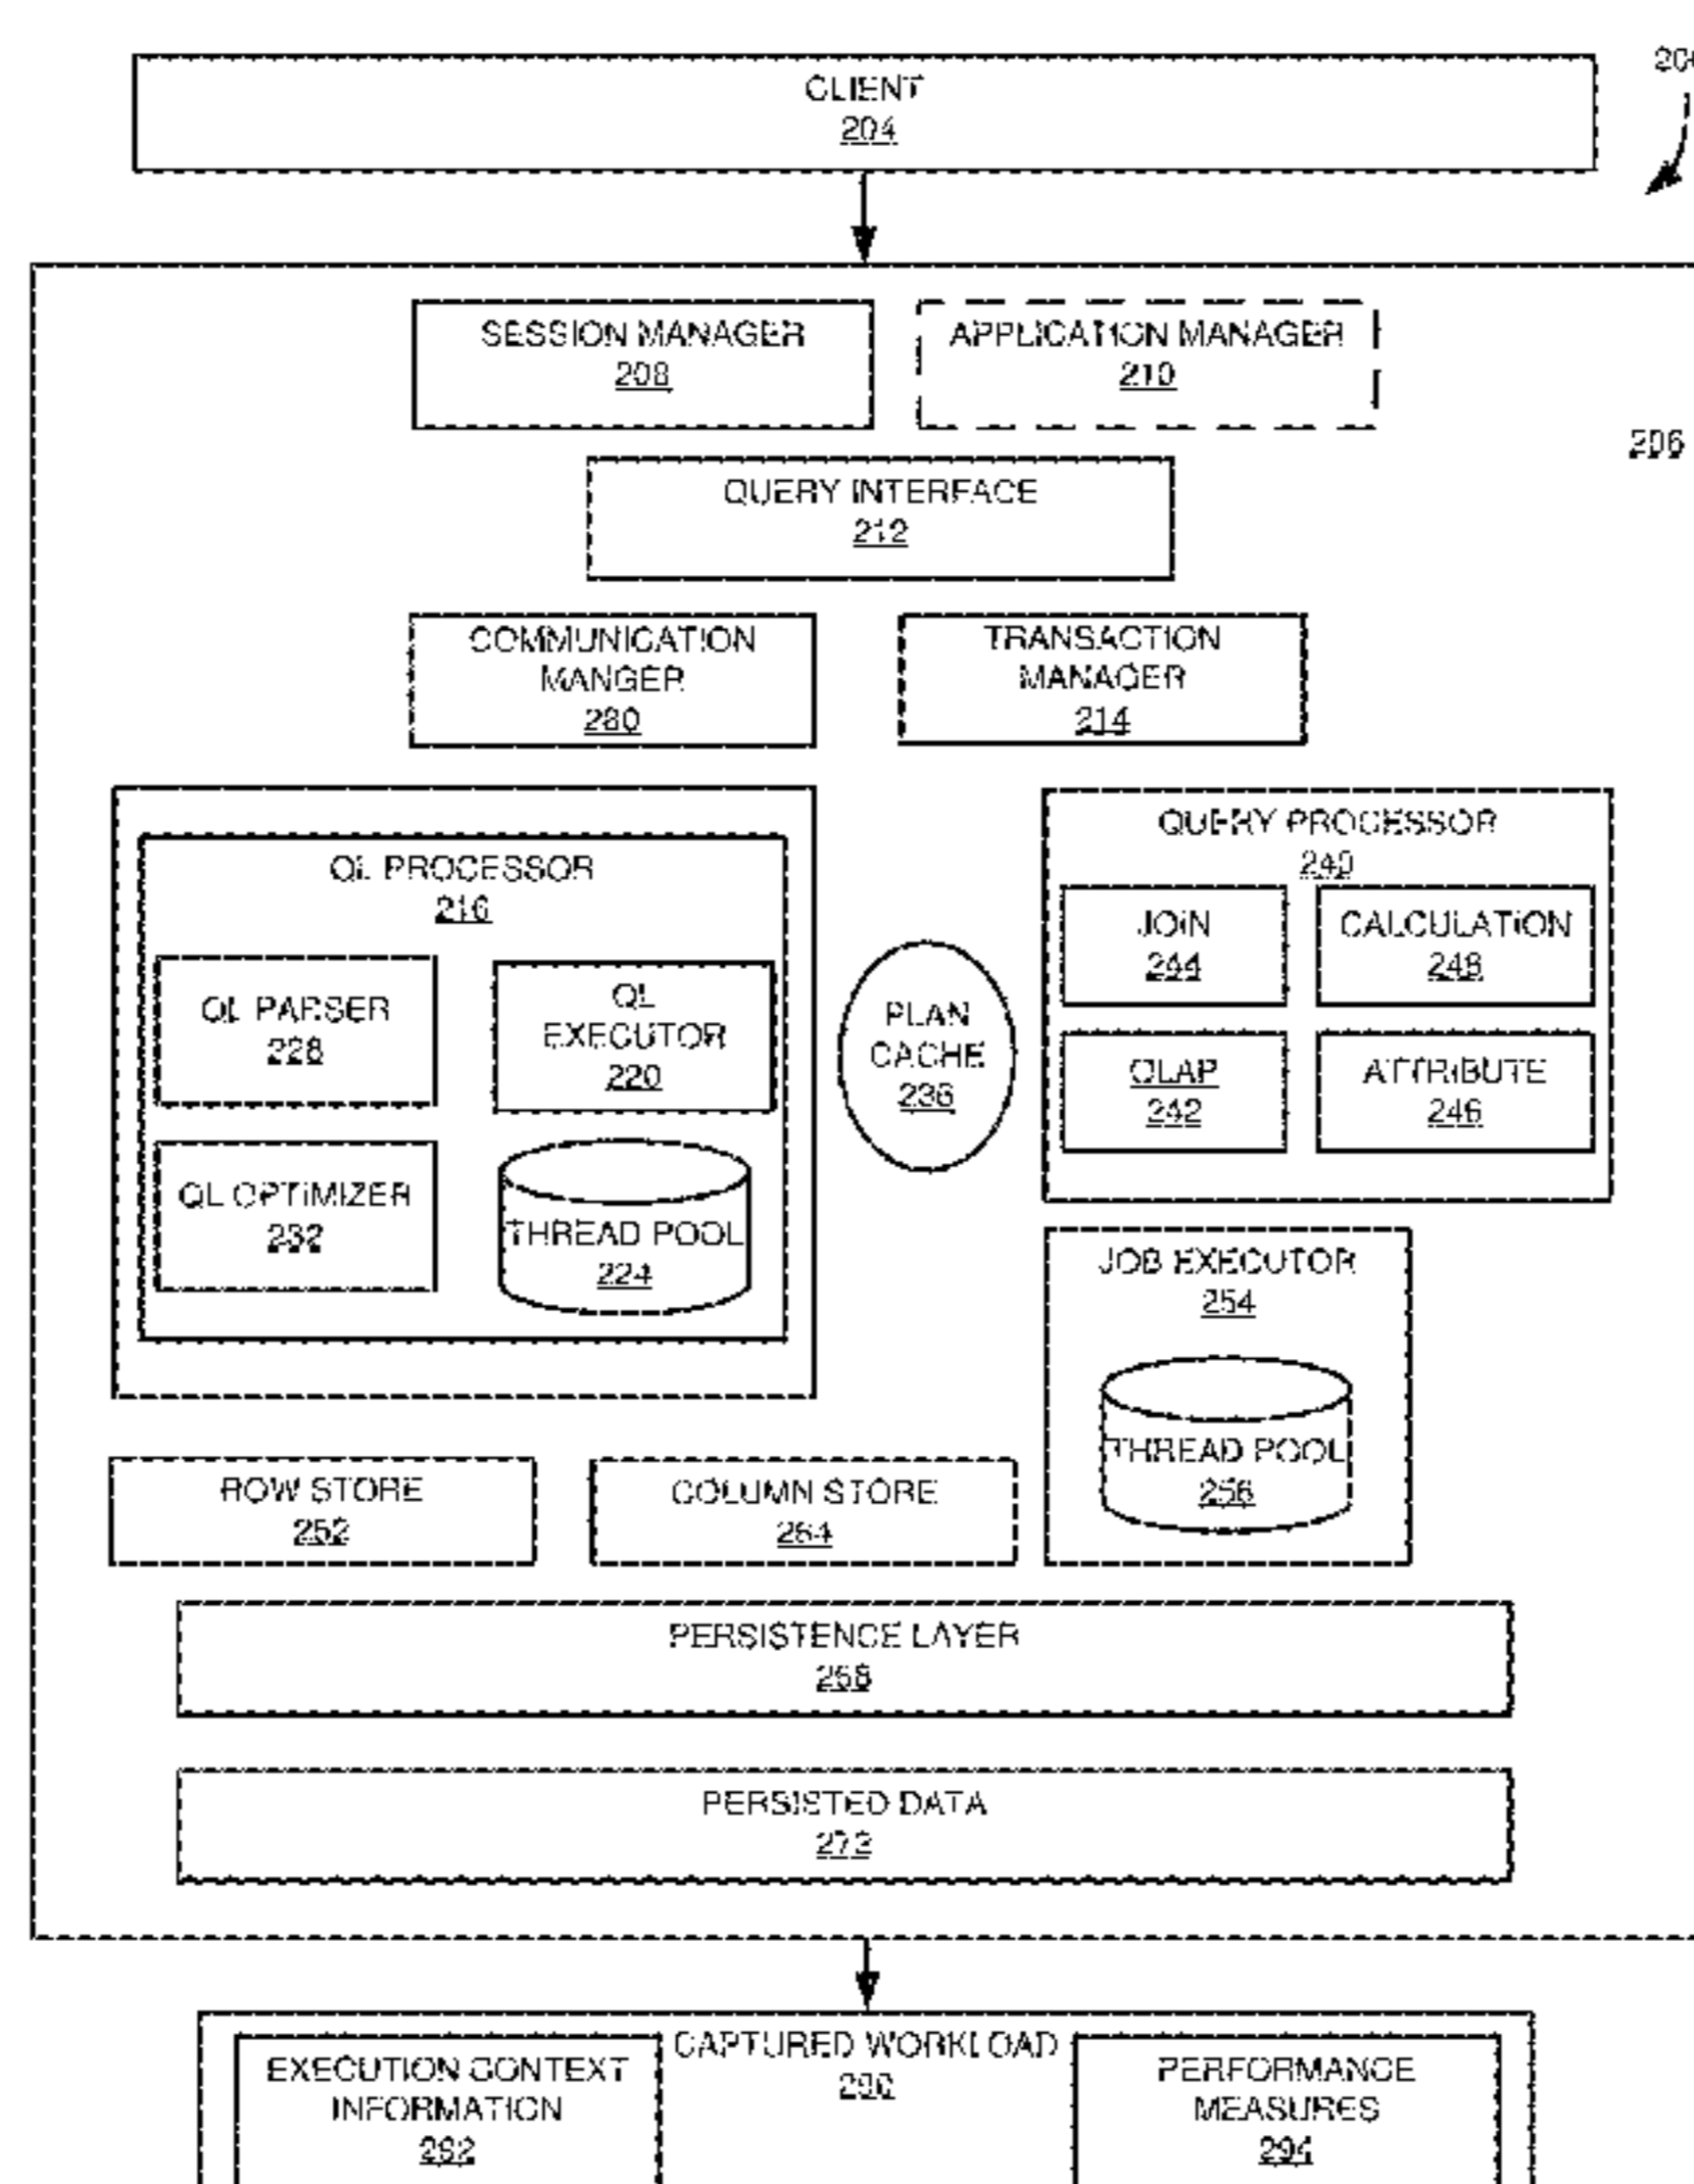 CLIENT
204
206
SESSION MANAGER
208
APPLICATION MANAGER
210
QUERY INTERFACE
212
COMMUNICATION
MANGER
280
TRANSACTION
MANAGER
214
QL PROCESSOR
216
QL PARSER
228
QL
EXECUTOR
220
QL OPTIMIZER
232
THREAD POOL
224
PLAN
CACHE
236
QUERY PROCESSOR
240
JOIN
244
CALCULATION
248
OLAP
242
ATTRIBUTE
246
JOB EXECUTOR
254
THREAD POOL
256
ROW STORE
COLUMN STORE
264
PERSISTENCE LAYER
268
PERSISTED DATA
CAPTURED WORKLOAD
290
EXECUTION CONTEXT
INFORMATION
292
PERFORMANCE
MEASURES
294